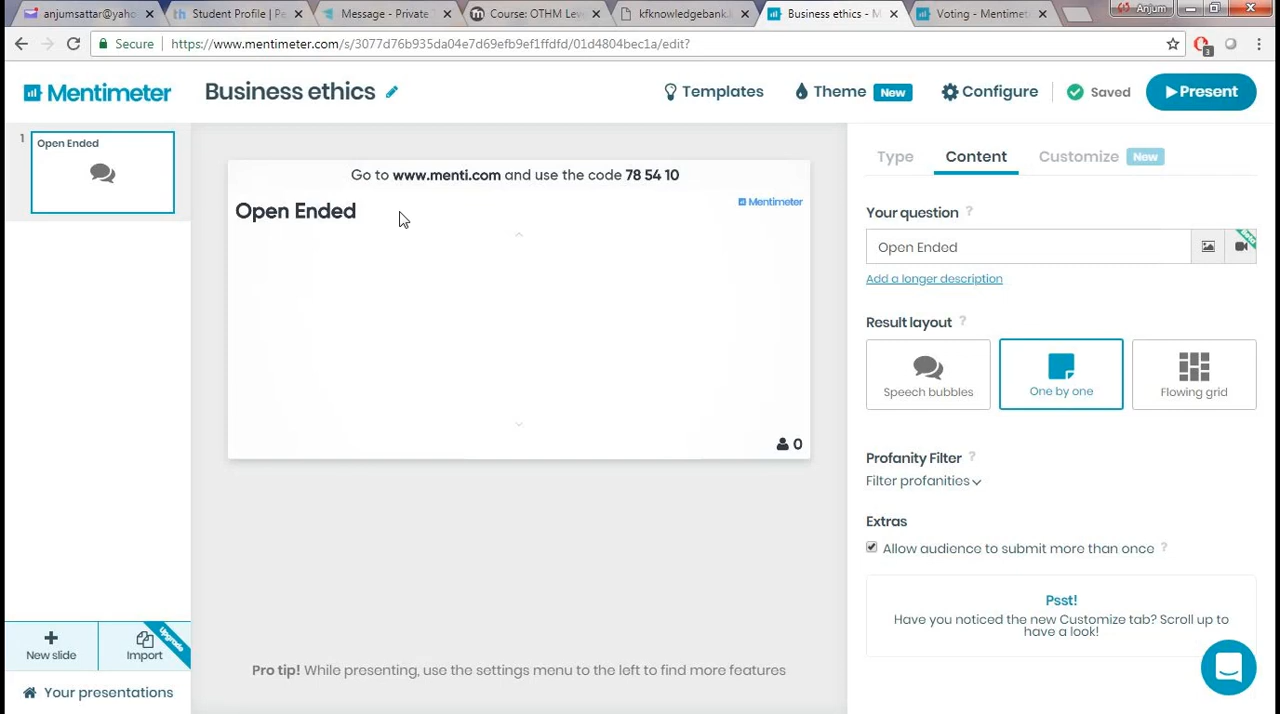 anjumsattar@yaho
Student Profile | Pe
Message - Private
Course: OTHM Lev
kfknowledgebank.k
Business ethics - M
Voting - Mentimete
Anjum
Secure
https://www.mentimeter.com/s/3077d76b935da04e7d69efb9ef1ffdfd/01d4804bec1a/edit?
3
Mentimeter
Business ethics
Templates
Theme New
Configure
Saved
Present
1
Open Ended
Go to www.menti.com and use the code 78 54 10
Mentimeter
Open Ended
0
Type
Content
Customize New
Your question ?
Open Ended
Add a longer description
Result layout ?
Speech bubbles
One by one
Flowing grid
Profanity Filter ?
Filter profanities
Extras
Allow audience to submit more than once ?
Psst!
Have you noticed the new Customize tab? Scroll up to
have a look!
New slide
Import
Upgrade
Pro tip! While presenting, use the settings menu to the left to find more features
Your presentations